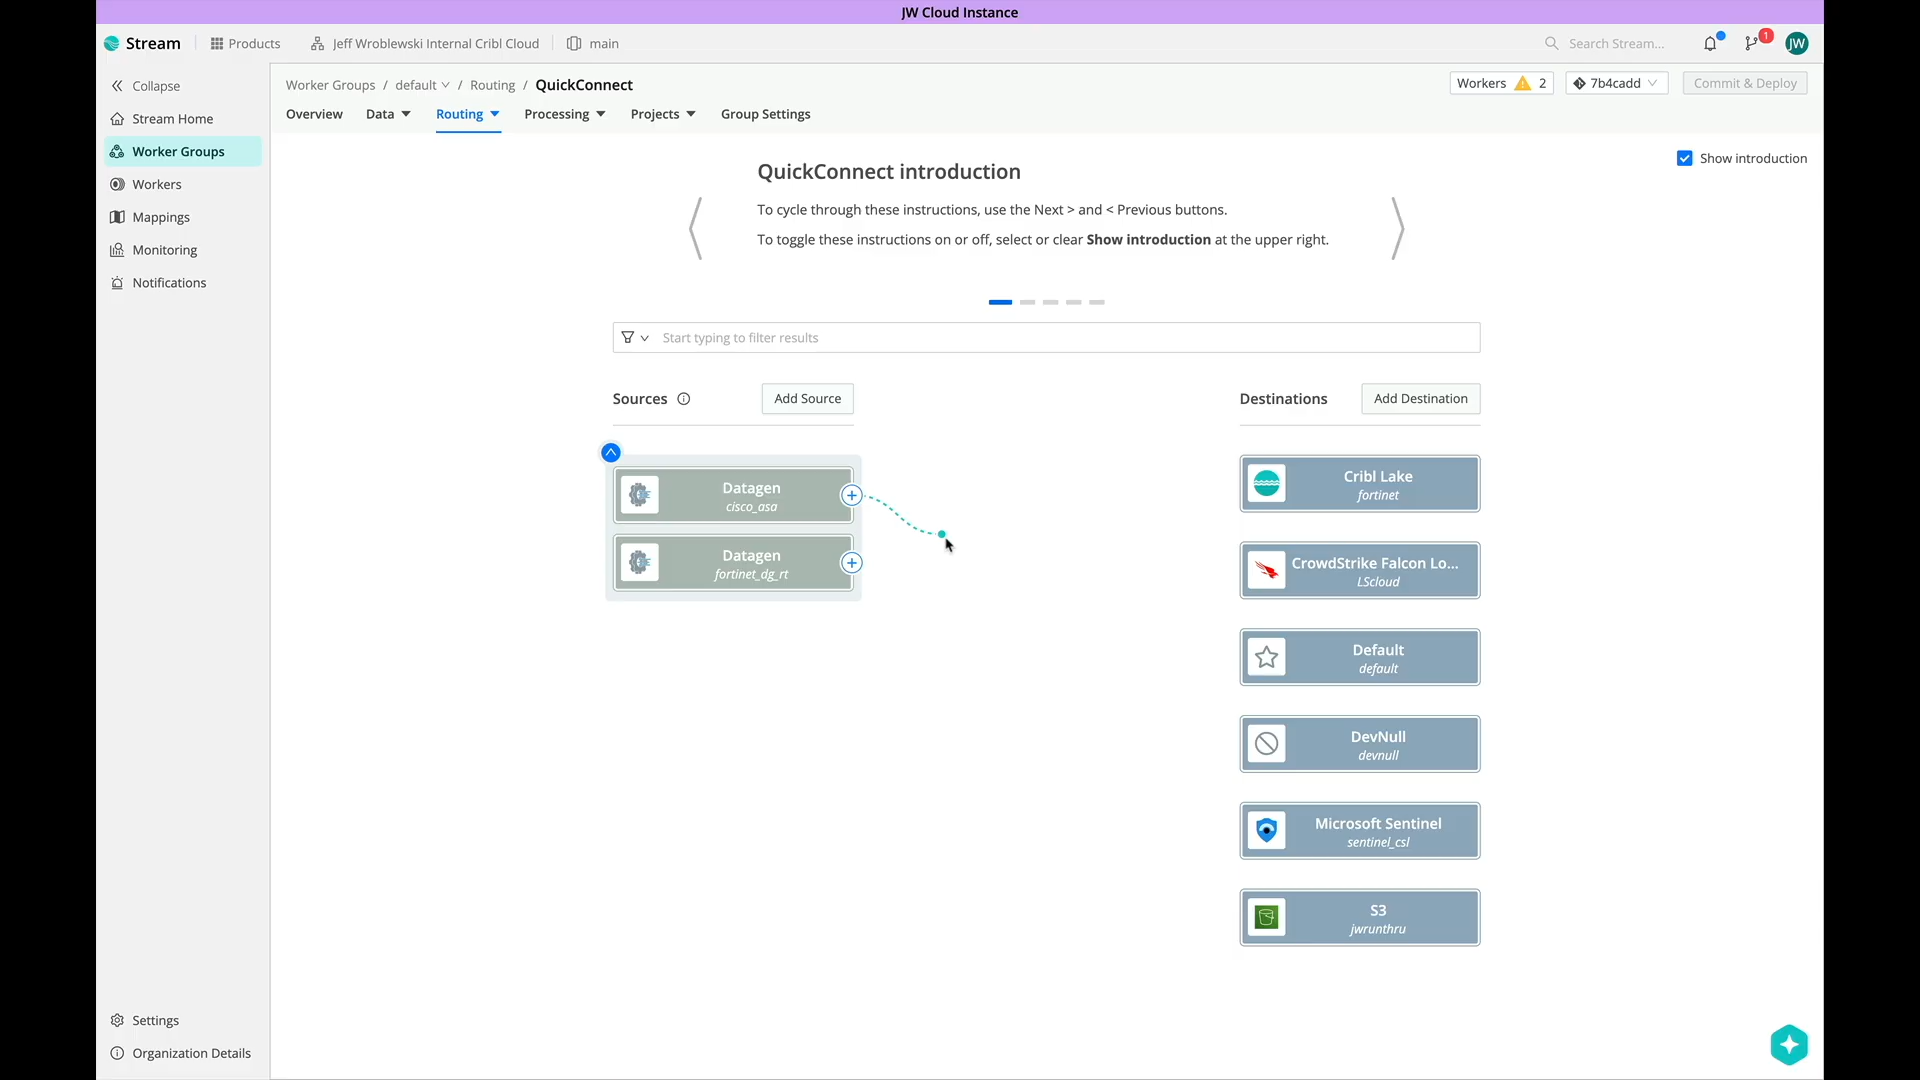 JW Cloud Instance
Stream
Products
Jeff Wroblewski Internal Cribl Cloud
main
Search Stream...
1
JW
Collapse
Stream Home
Worker Groups
Workers
Mappings
Monitoring
Notifications
Settings
Organization Details
Worker Groups / default / Routing / QuickConnect
Workers 2
7b4cadd
Commit & Deploy
Overview
Data
Routing
Processing
Projects
Group Settings
Show introduction
QuickConnect introduction
To cycle through these instructions, use the Next > and < Previous buttons.
To toggle these instructions on or off, select or clear Show introduction at the upper right.
Start typing to filter results
Sources
Add Source
Datagen
cisco_asa
Datagen
fortinet_dg_rt
Destinations
Add Destination
Cribl Lake
fortinet
CrowdStrike Falcon Lo...
LScloud
Default
default
DevNull
devnull
Microsoft Sentinel
sentinel_csl
S3
jwrunthru